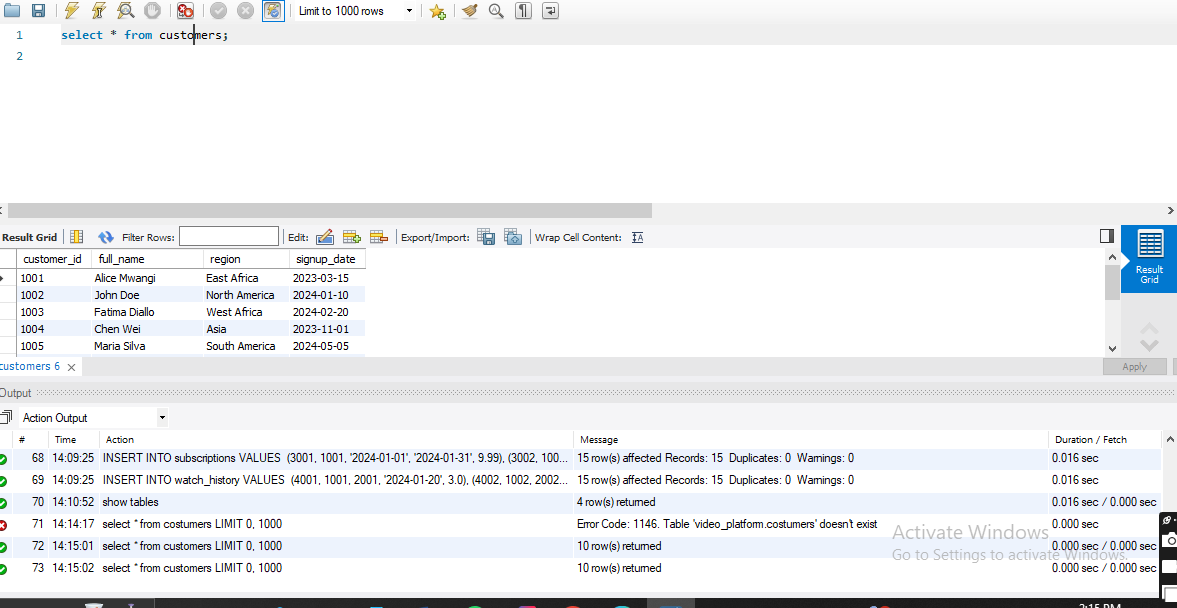 Limit to 1000 rows
1 select * from customers;
2
Result Grid Filter Rows: Edit: Export/Import: Wrap Cell Content:
Result
Grid
customer_id full_name region signup_date
1001 Alice Mwangi East Africa 2023-03-15
1002 John Doe North America 2024-01-10
1003 Fatima Diallo West Africa 2024-02-20
1004 Chen Wei Asia 2023-11-01
1005 Maria Silva South America 2024-05-05
customers 6
Apply
Output
Action Output
# Time Action Message Duration / Fetch
68 14:09:25 INSERT INTO subscriptions VALUES (3001, 1001, '2024-01-01', '2024-01-31', 9.99), (3002, 100... 15 row(s) affected Records: 15 Duplicates: 0 Warnings: 0 0.016 sec
69 14:09:25 INSERT INTO watch_history VALUES (4001, 1001, 2001, '2024-01-20', 3.0), (4002, 1002, 2002... 15 row(s) affected Records: 15 Duplicates: 0 Warnings: 0 0.016 sec
70 14:10:52 show tables 4 row(s) returned 0.016 sec / 0.000 sec
71 14:14:17 select * from costumers LIMIT 0, 1000 Error Code: 1146. Table 'video_platform.costumers' doesn't exist 0.000 sec
72 14:15:01 select * from customers LIMIT 0, 1000 10 row(s) returned 0.000 sec / 0.000 sec
73 14:15:02 select * from customers LIMIT 0, 1000 10 row(s) returned 0.000 sec / 0.000 sec
Activate Windows
Go to Settings to activate Windows.
2:15 PM